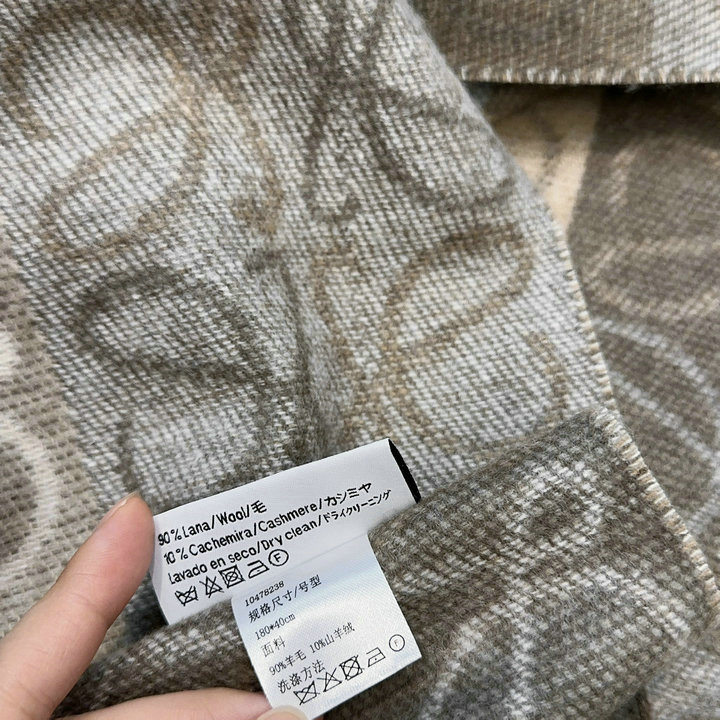 90% Lana/Wool/毛
10% Cachemira/Cashmere/カシミヤ
Lavado en seco/Dry clean/ドライクリーニング
F
10478238
规格尺寸/号型
180*40cm
面料
90%羊毛 10%山羊绒
洗涤方法
F